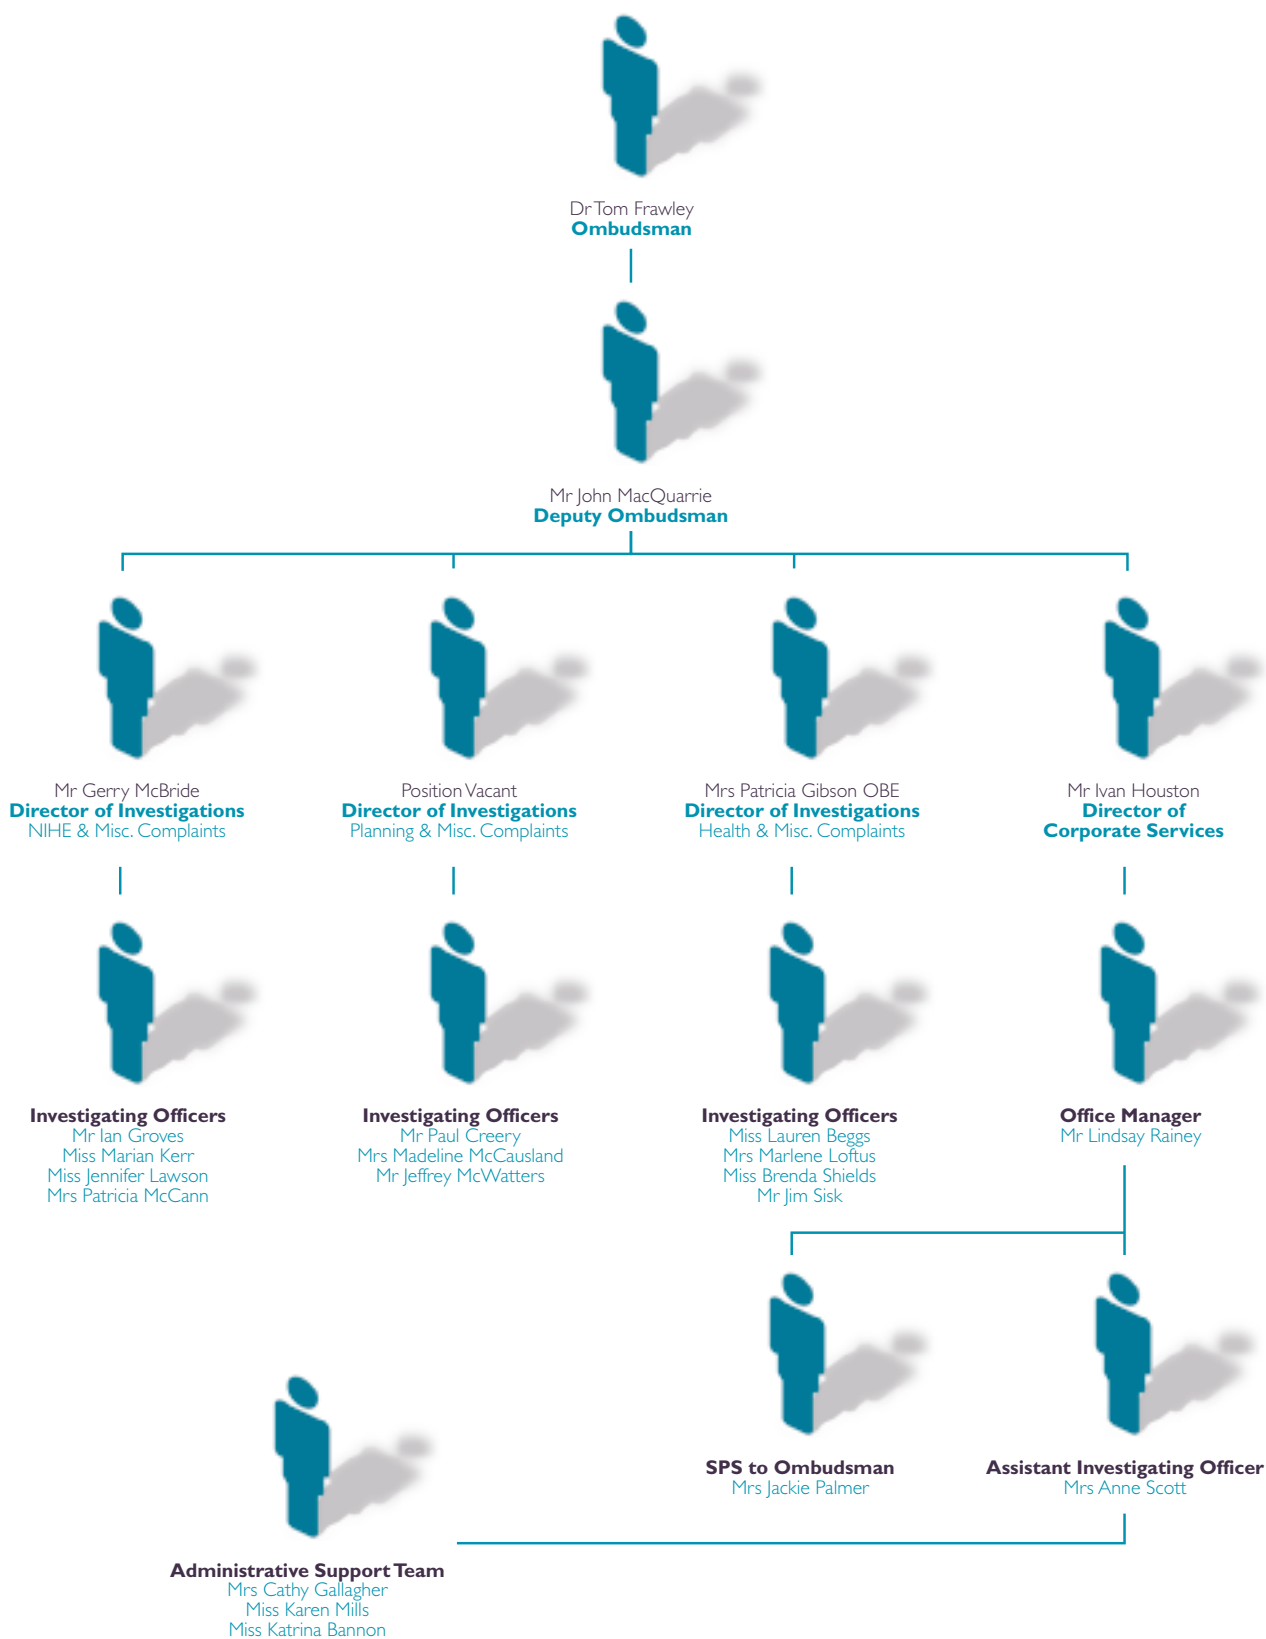 Dr Tom Frawley
Ombudsman
Mr John MacQuarrie
Deputy Ombudsman
Mr Gerry McBride
Director of Investigations
NIHE & Misc. Complaints
Position Vacant
Director of Investigations
Planning & Misc. Complaints
Mrs Patricia Gibson OBE
Director of Investigations
Health & Misc. Complaints
Mr Ivan Houston
Director of
Corporate Services
Investigating Officers
Mr Ian Groves
Miss Marian Kerr
Miss Jennifer Lawson
Mrs Patricia McCann
Investigating Officers
Mr Paul Creery
Mrs Madeline McCausland
Mr Jeffrey McWatters
Investigating Officers
Miss Lauren Beggs
Mrs Marlene Loftus
Miss Brenda Shields
Mr Jim Sisk
Office Manager
Mr Lindsay Rainey
SPS to Ombudsman
Mrs Jackie Palmer
Assistant Investigating Officer
Mrs Anne Scott
Administrative Support Team
Mrs Cathy Gallagher
Miss Karen Mills
Miss Katrina Bannon